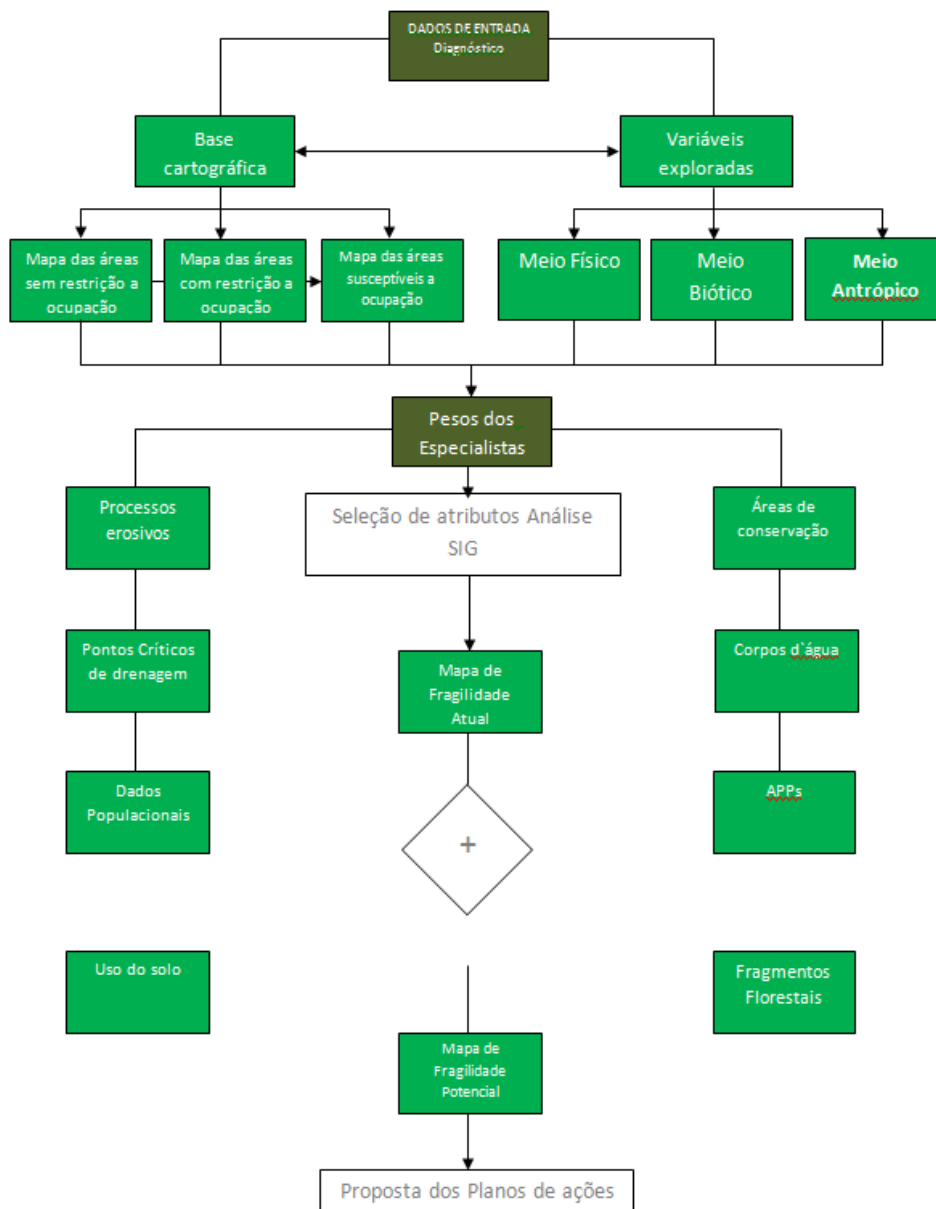 DADOS DE ENTRADA
Diagnóstico
Base
cartográfica
Variáveis
exploradas
Mapa das áreas
sem restrição a
ocupação
Mapa das áreas
com restrição a
ocupação
Mapa das áreas
susceptíveis a
ocupação
Meio Físico
Meio
Biótico
Meio
Antrópico
Pesos dos
Especialistas
Processos
erosivos
Seleção de atributos Análise
SIG
Áreas de
conservação
Pontos Críticos
de drenagem
Mapa de
Fragilidade
Atual
Corpos d`água
Dados
Populacionais
+
APPs
Uso do solo
Fragmentos
Florestais
Mapa de
Fragilidade
Potencial
Proposta dos Planos de ações